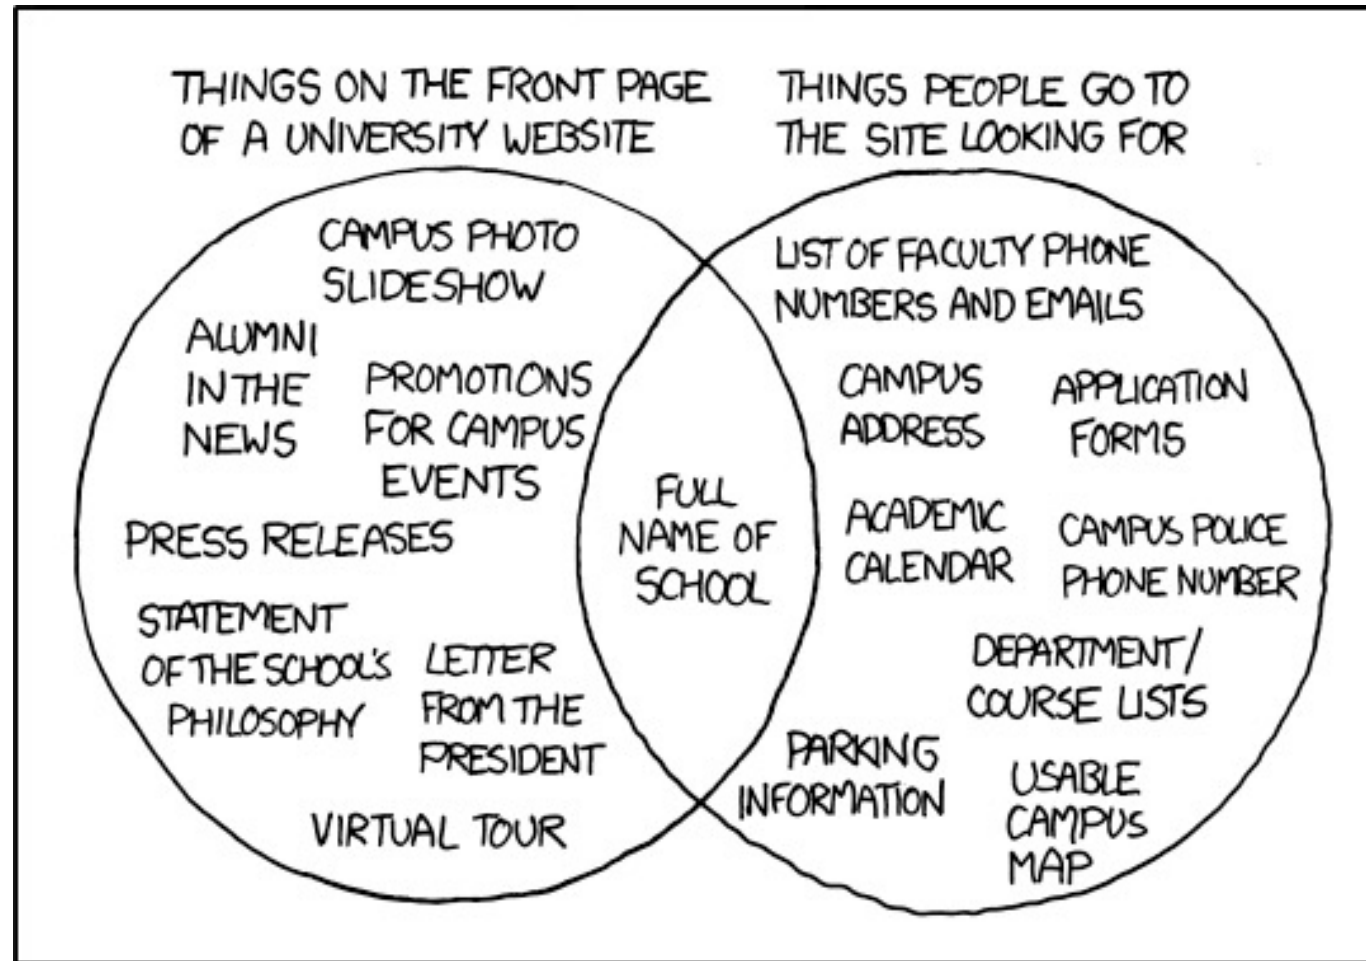 THINGS ON THE FRONT PAGE
OF A UNIVERSITY WEBSITE
THINGS PEOPLE GO TO
THE SITE LOOKING FOR
CAMPUS PHOTO
SLIDESHOW
ALUMNI
IN THE
NEWS
PROMOTIONS
FOR CAMPUS
EVENTS
PRESS RELEASES
STATEMENT
OF THE SCHOOL'S
PHILOSOPHY
LETTER
FROM THE
PRESIDENT
VIRTUAL TOUR
FULL
NAME OF
SCHOOL
LIST OF FACULTY PHONE
NUMBERS AND EMAILS
CAMPUS
ADDRESS
APPLICATION
FORMS
ACADEMIC
CALENDAR
CAMPUS POLICE
PHONE NUMBER
DEPARTMENT/
COURSE LISTS
PARKING
INFORMATION
USABLE
CAMPUS
MAP